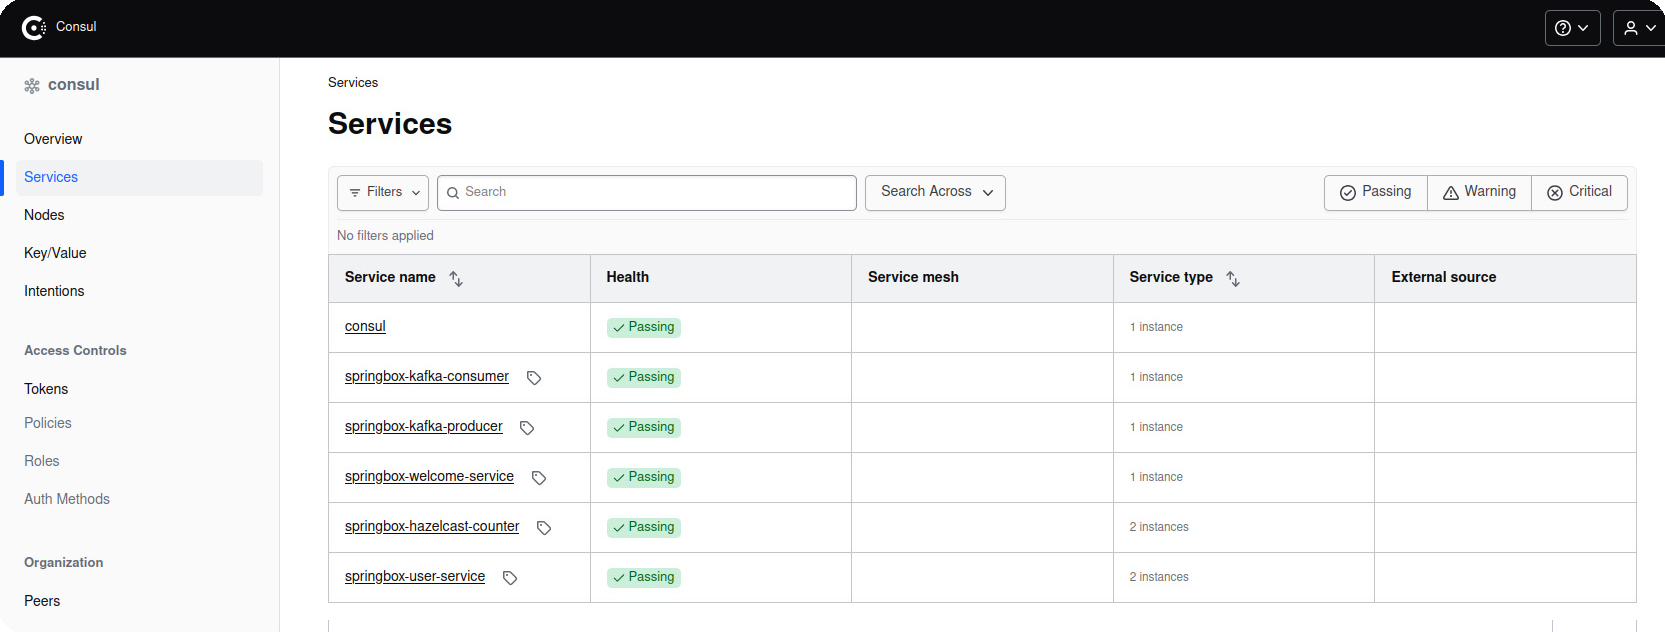 Consul
consul
Overview
Services
Nodes
Key/Value
Intentions
Access Controls
Tokens
Policies
Roles
Auth Methods
Organization
Peers
Services
Services
Filters
Search
Search Across
Passing
Warning
Critical
No filters applied
Service name Health Service mesh Service type External source
consul Passing 1 instance
springbox-kafka-consumer Passing 1 instance
springbox-kafka-producer Passing 1 instance
springbox-welcome-service Passing 1 instance
springbox-hazelcast-counter Passing 2 instances
springbox-user-service Passing 2 instances